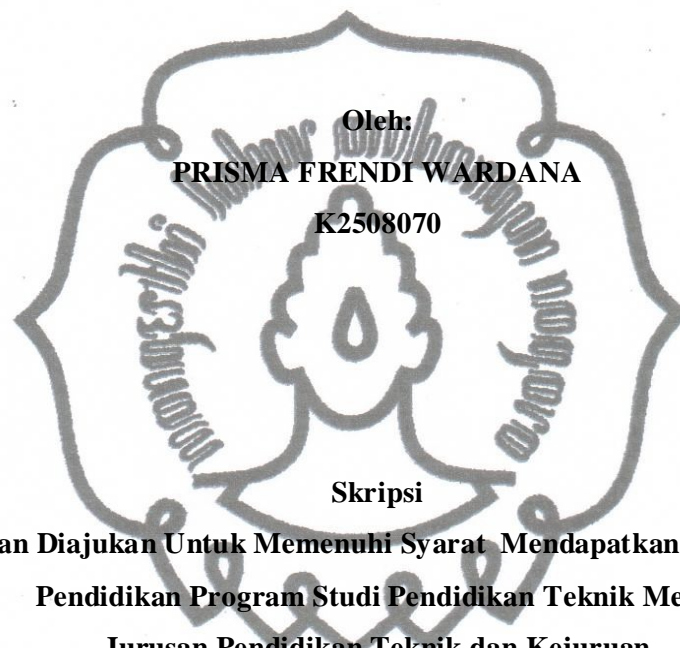 Oleh:
PRISMA FRENDI WARDANA
K2508070
Skripsi
an Diajukan Untuk Memenuhi Syarat Mendapatkan
Pendidikan Program Studi Pendidikan Teknik Me
Jurusan Pendidikan Teknik dan Kejuruan